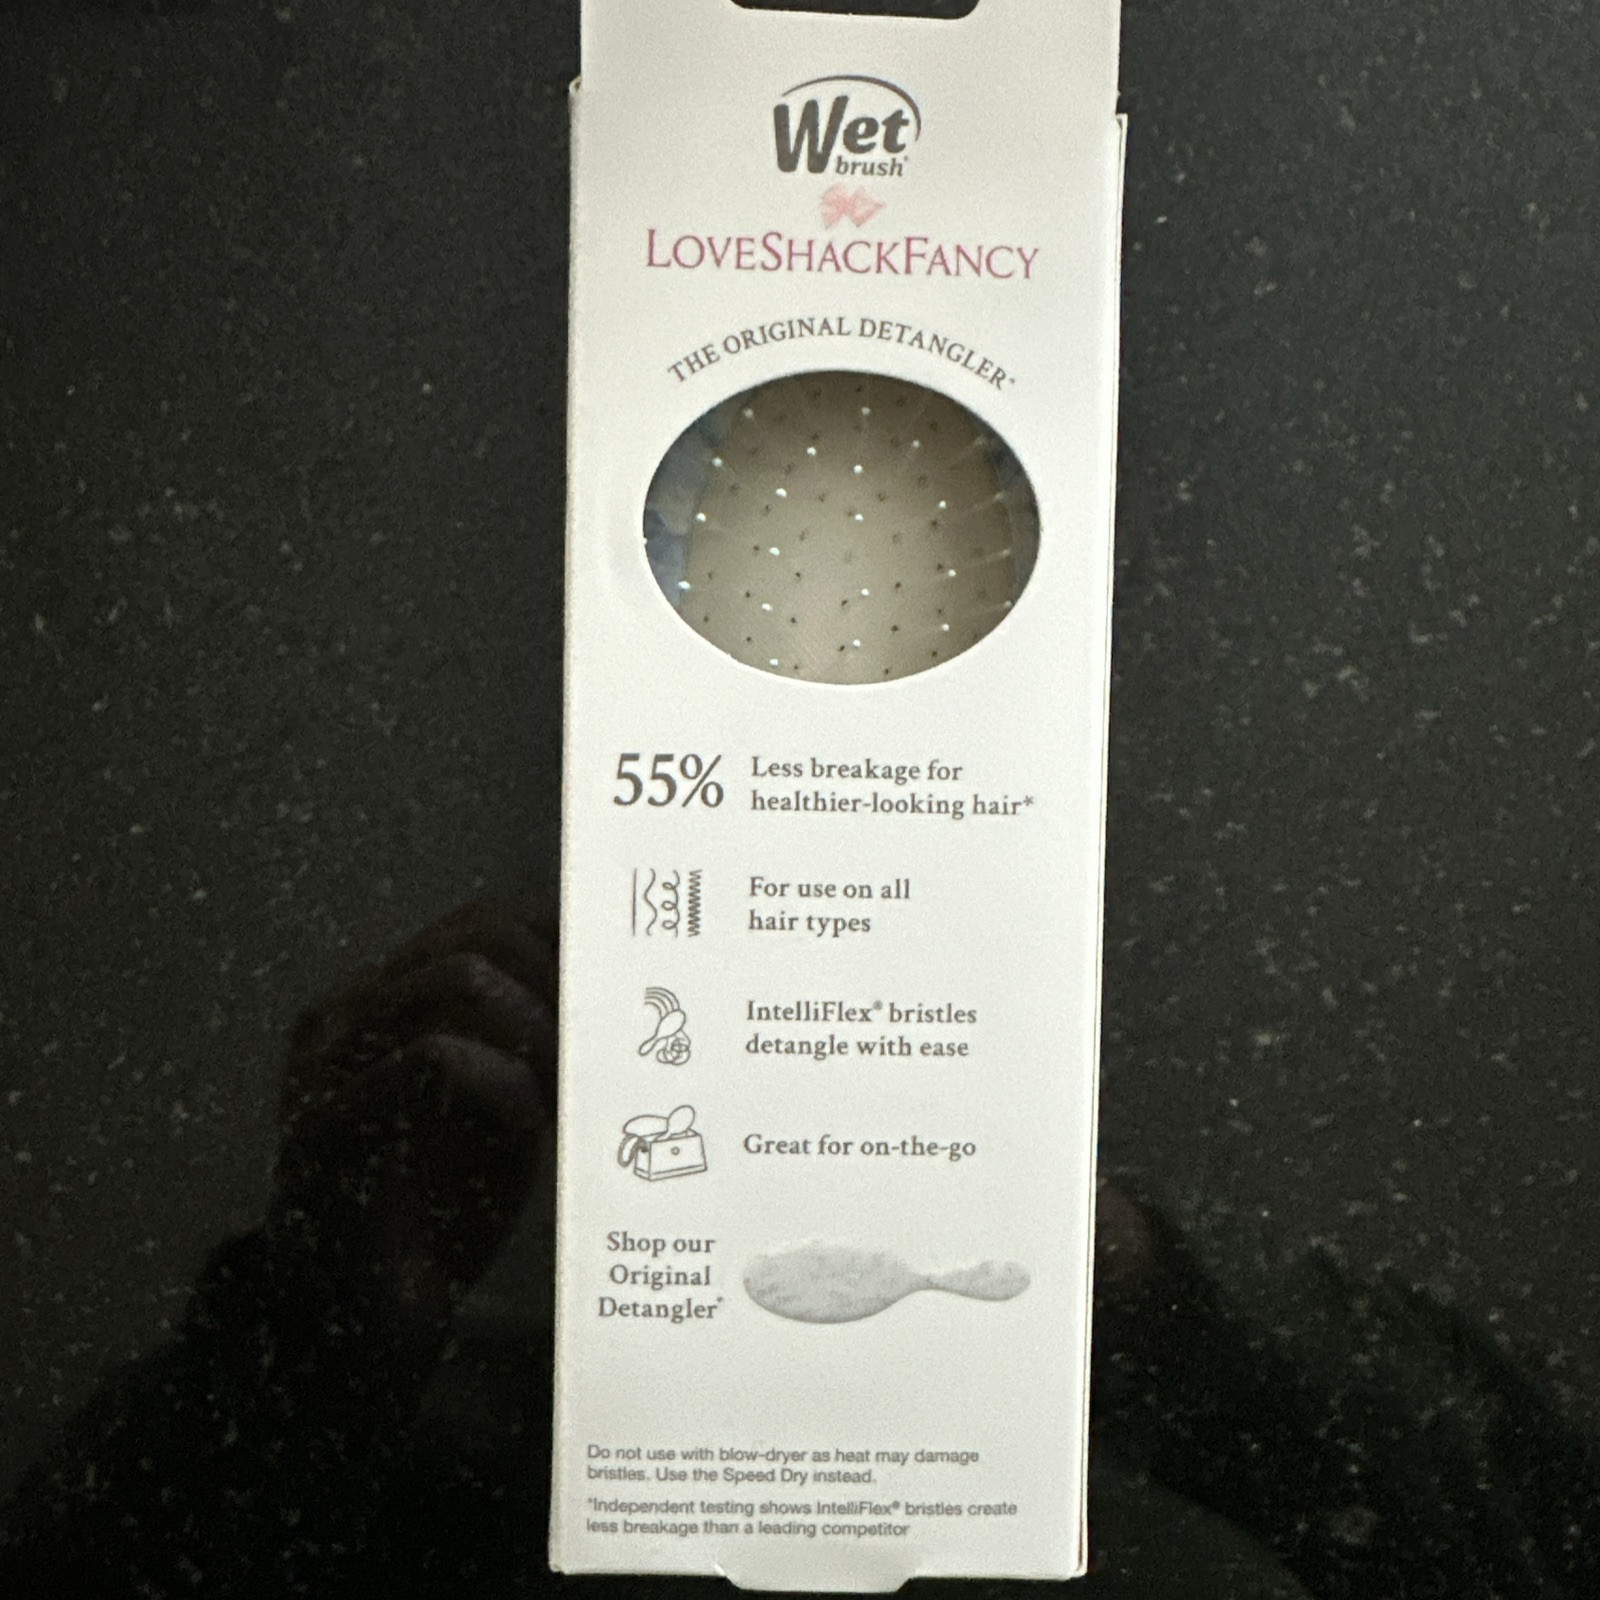 Wet
brush®
LOVESHACKFANCY
THE ORIGINAL DETANGLER®
55% Less breakage for
healthier-looking hair*
For use on all
hair types
IntelliFlex® bristles
detangle with ease
Great for on-the-go
Shop our
Original
Detangler®
Do not use with blow-dryer as heat may damage
bristles. Use the Speed Dry instead.
*Independent testing shows IntelliFlex® bristles create
less breakage than a leading competitor